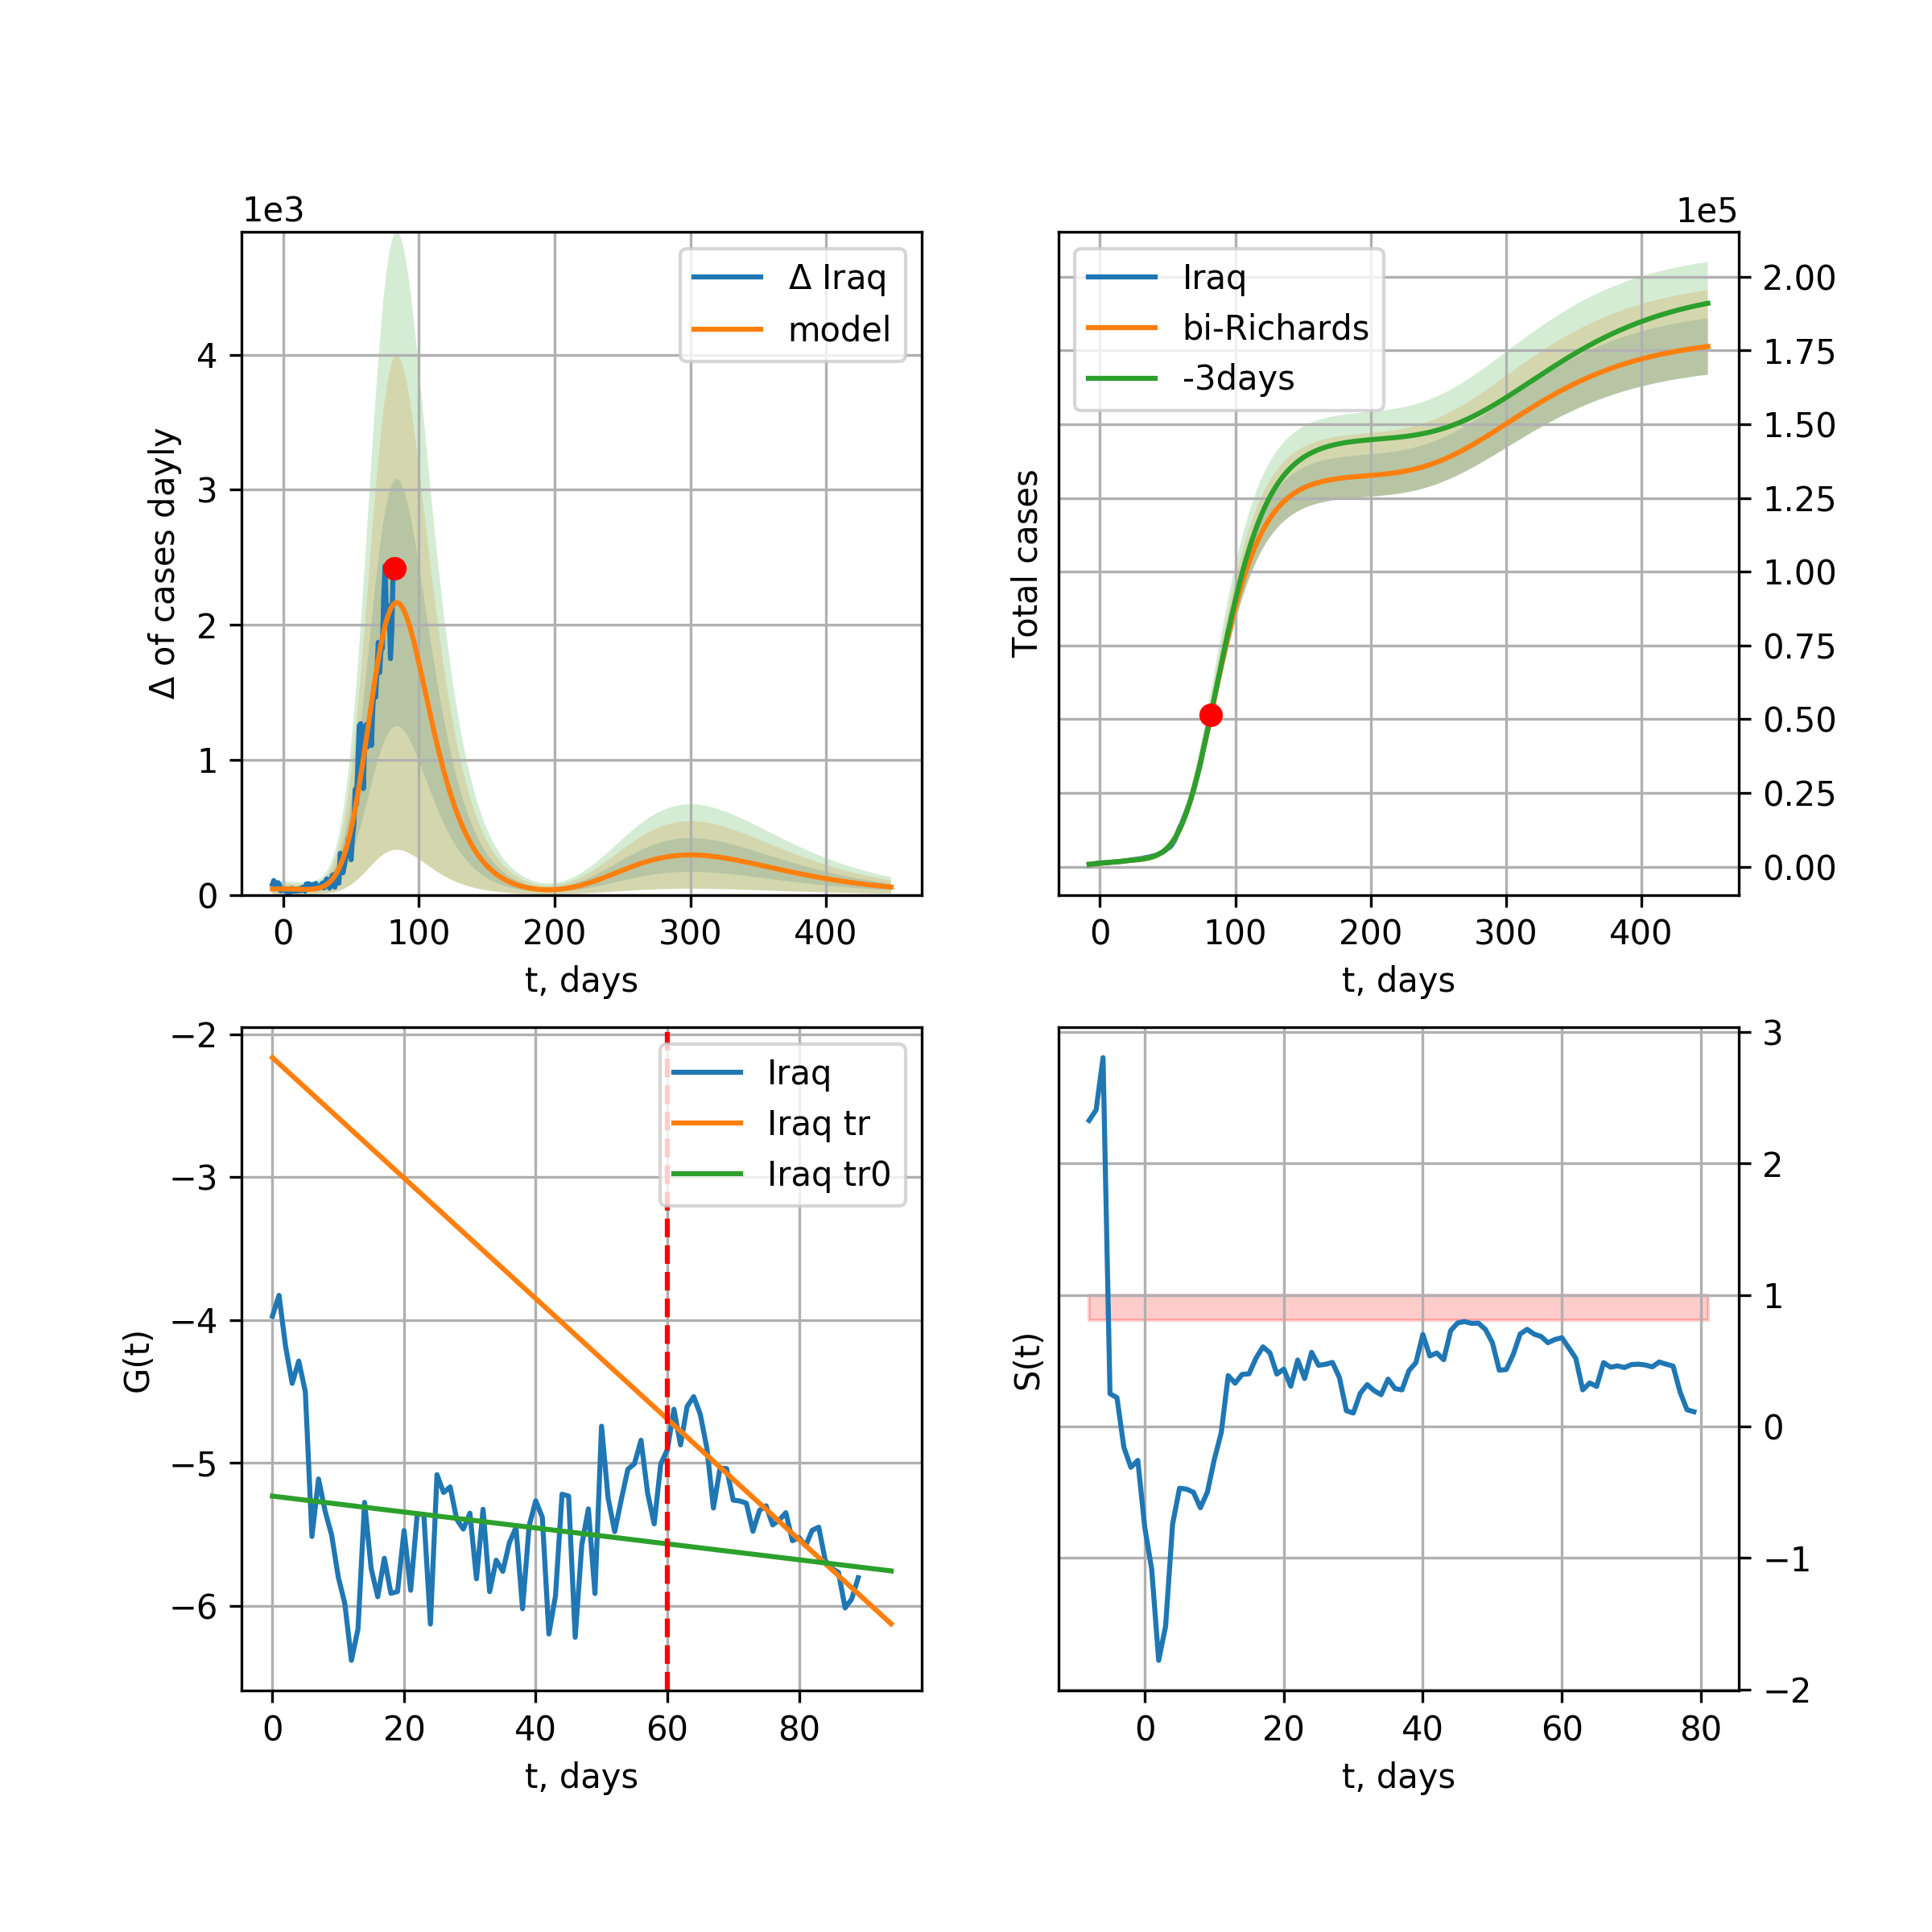 1e3
Δ Iraq
model
4
3
2
1
0
Δ of cases dayly
0 100 200 300 400
t, days
1e5
Iraq
bi-Richards
-3days
2.00
1.75
1.50
1.25
1.00
0.75
0.50
0.25
0.00
Total cases
0 100 200 300 400
t, days
−2
−3
−4
−5
−6
G(t)
Iraq
Iraq tr
Iraq tr0
0 20 40 60 80
t, days
3
2
1
0
−1
−2
S(t)
0 20 40 60 80
t, days